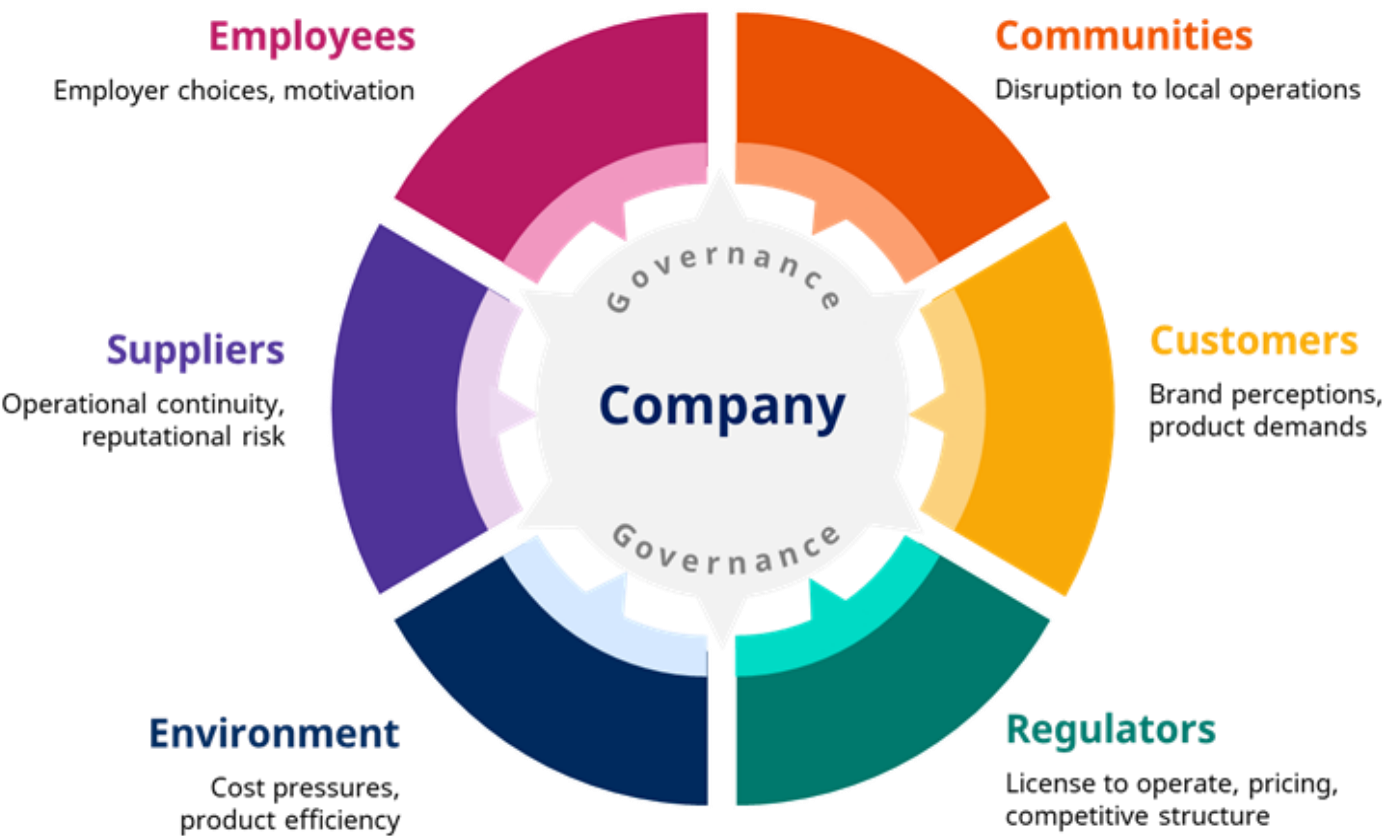 Employees
Employer choices, motivation
Communities
Disruption to local operations
Suppliers
Operational continuity,
reputational risk
Governance
Company
Governance
Customers
Brand perceptions,
product demands
Environment
Cost pressures,
product efficiency
Regulators
License to operate, pricing,
competitive structure